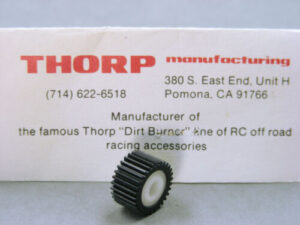 THORP manufacturing
380 S. East End, Unit H
(714) 622-6518 Pomona, CA 91766
Manufacturer of
the famous Thorp "Dirt Burner" line of RC off road
racing accessories